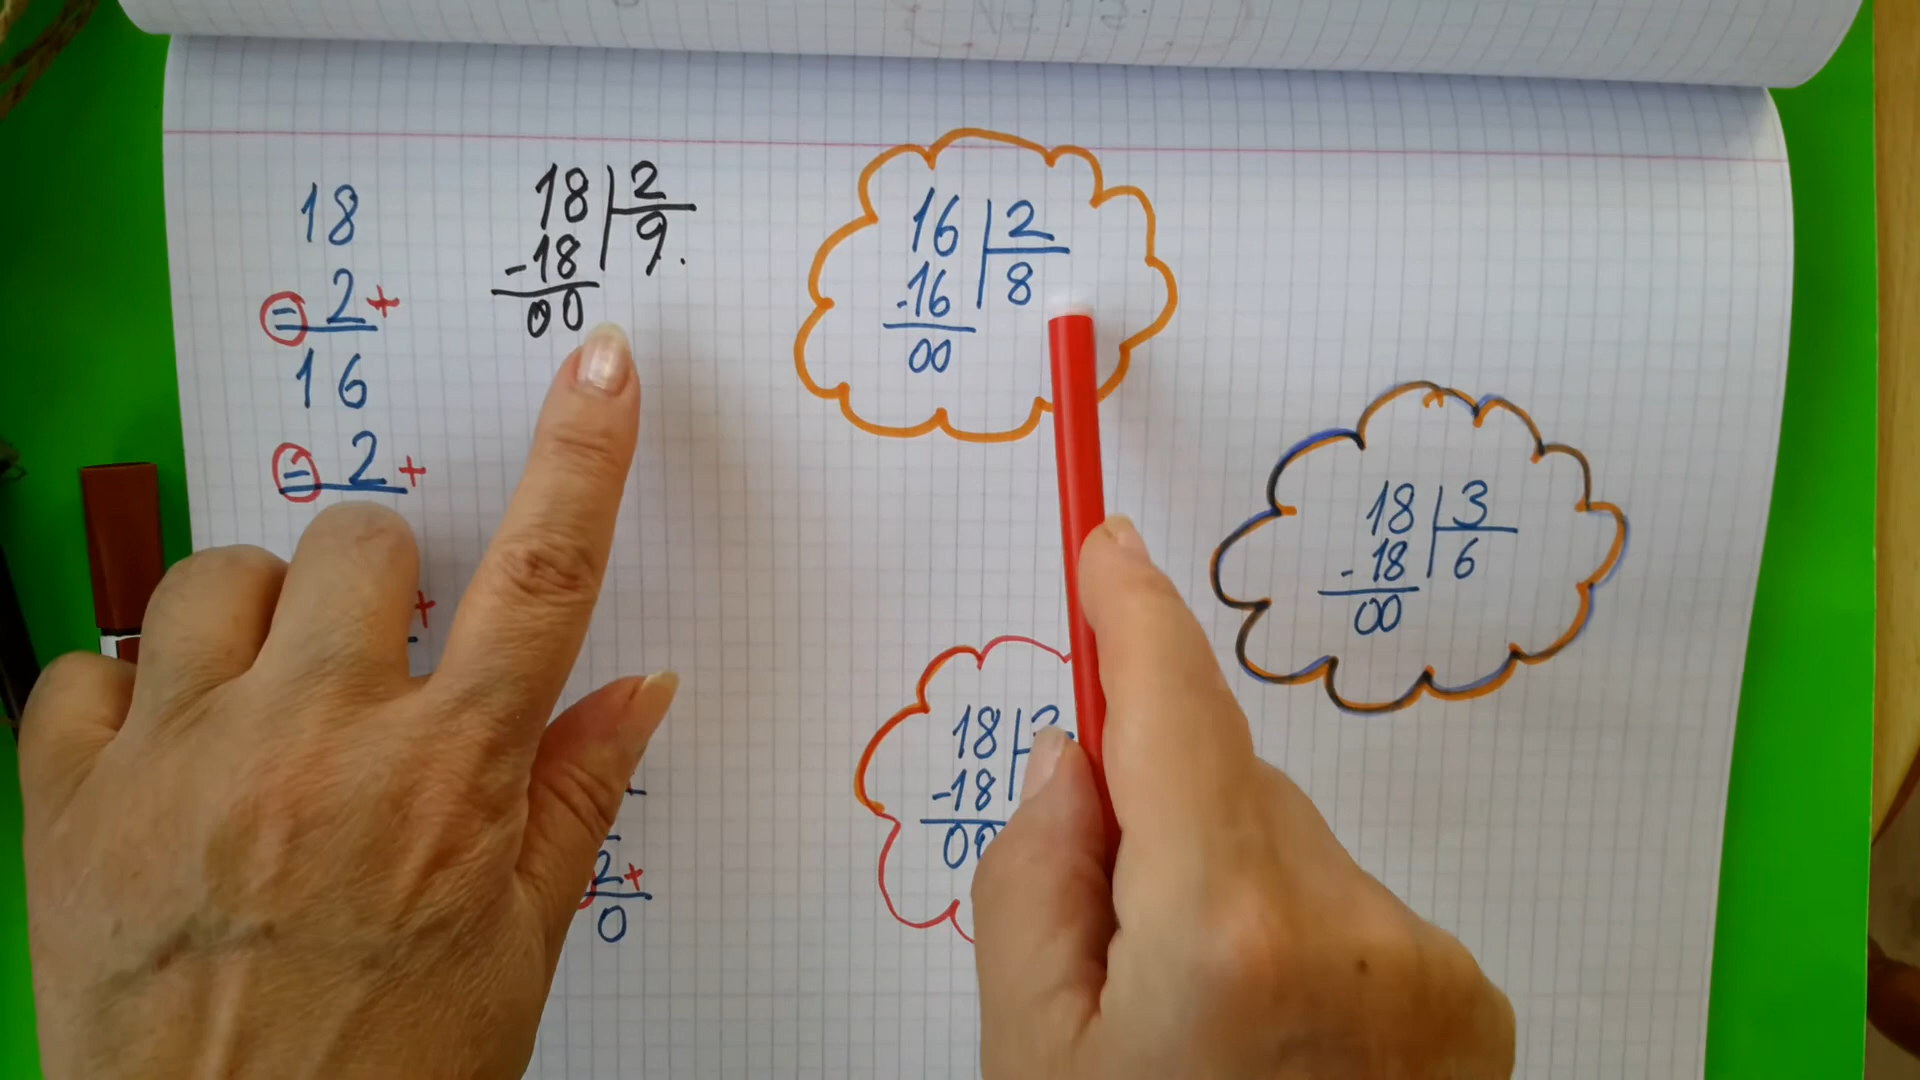 18
= 2+
16
= 2+
+
2+
0
18 | 2
-18 | 9.
00
16 | 2
-16 | 8
00
18 | 3
-18 | 6
00
18 |
-18 |
00